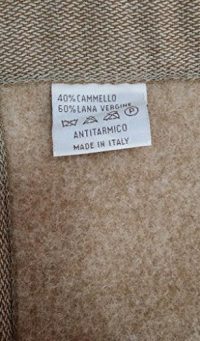 40% CAMMELLO
60% LANA VERGINE
P
ANTITARMICO
MADE IN ITALY